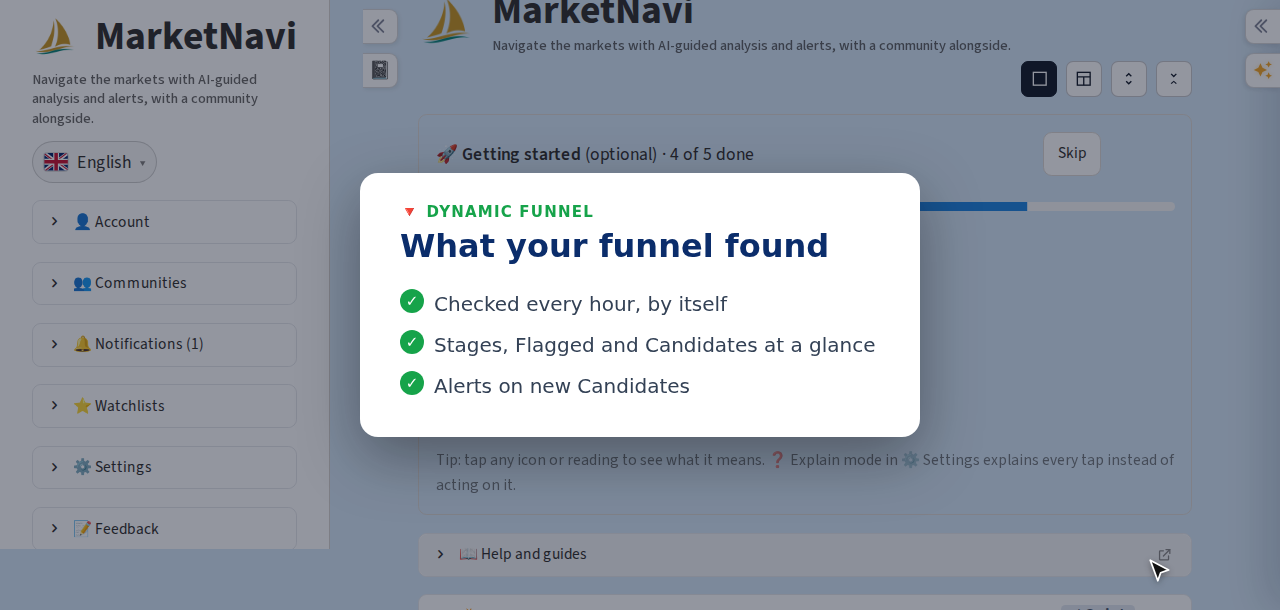 MarketNavi
Navigate the markets with AI-guided
analysis and alerts, with a community
alongside.
English
Account
Communities
Notifications (1)
Watchlists
Settings
Feedback
MarketNavi
Navigate the markets with AI-guided analysis and alerts, with a community alongside.
Getting started (optional) · 4 of 5 done
Skip
DYNAMIC FUNNEL
What your funnel found
Checked every hour, by itself
Stages, Flagged and Candidates at a glance
Alerts on new Candidates
Tip: tap any icon or reading to see what it means. ❓ Explain mode in ⚙️ Settings explains every tap instead of
acting on it.
Help and guides